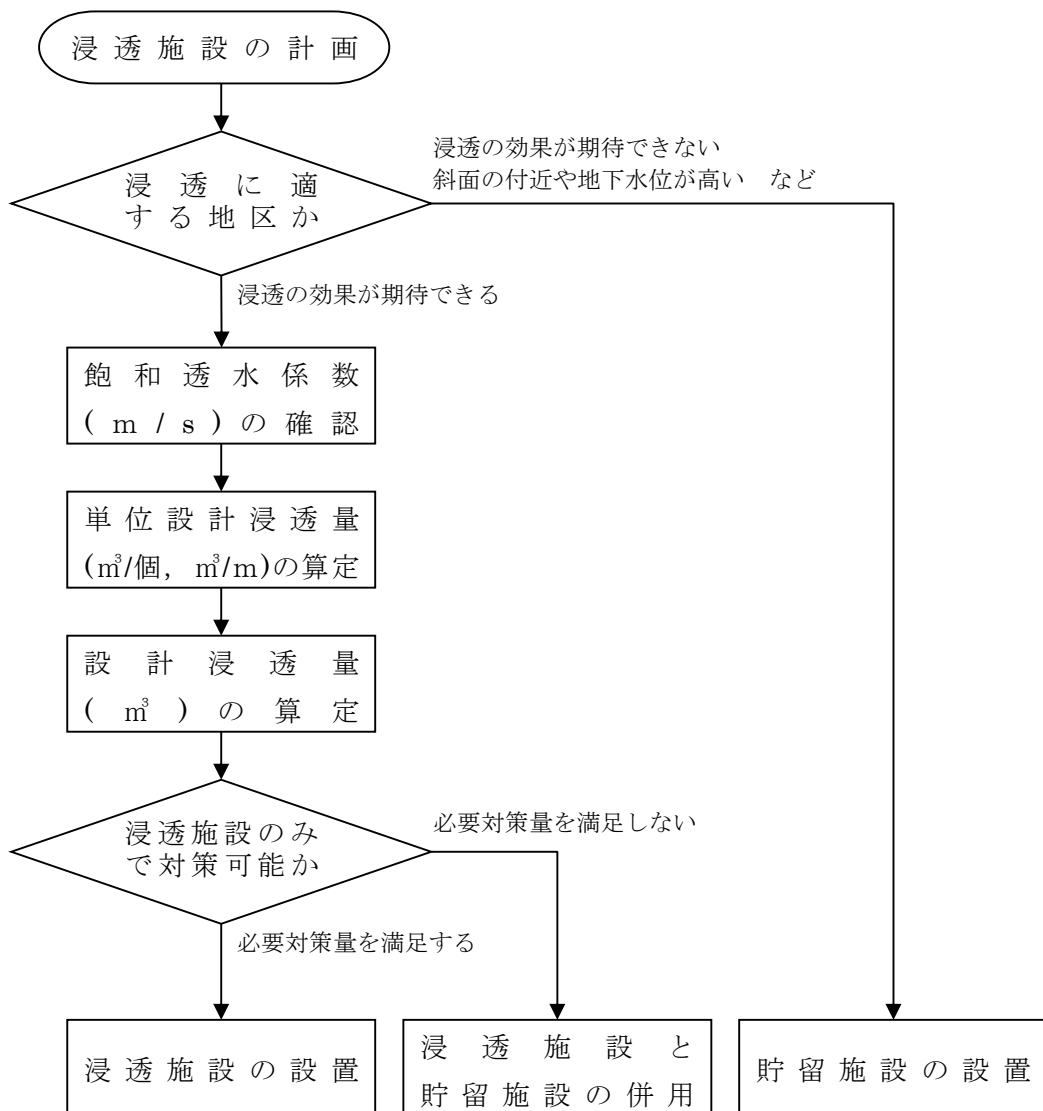 浸透施設の計画
浸透の効果が期待できない
斜面の付近や地下水位が高い　など
浸透に適
する地区か
浸透の効果が期待できる
飽和透水係数
(m/s)の確認
単位設計浸透量
(㎥/個，㎥/m)の算定
設計浸透量
(㎥)の算定
必要対策量を満足しない
浸透施設のみ
で対策可能か
必要対策量を満足する
浸透施設の設置
浸透施設と
貯留施設の併用
貯留施設の設置